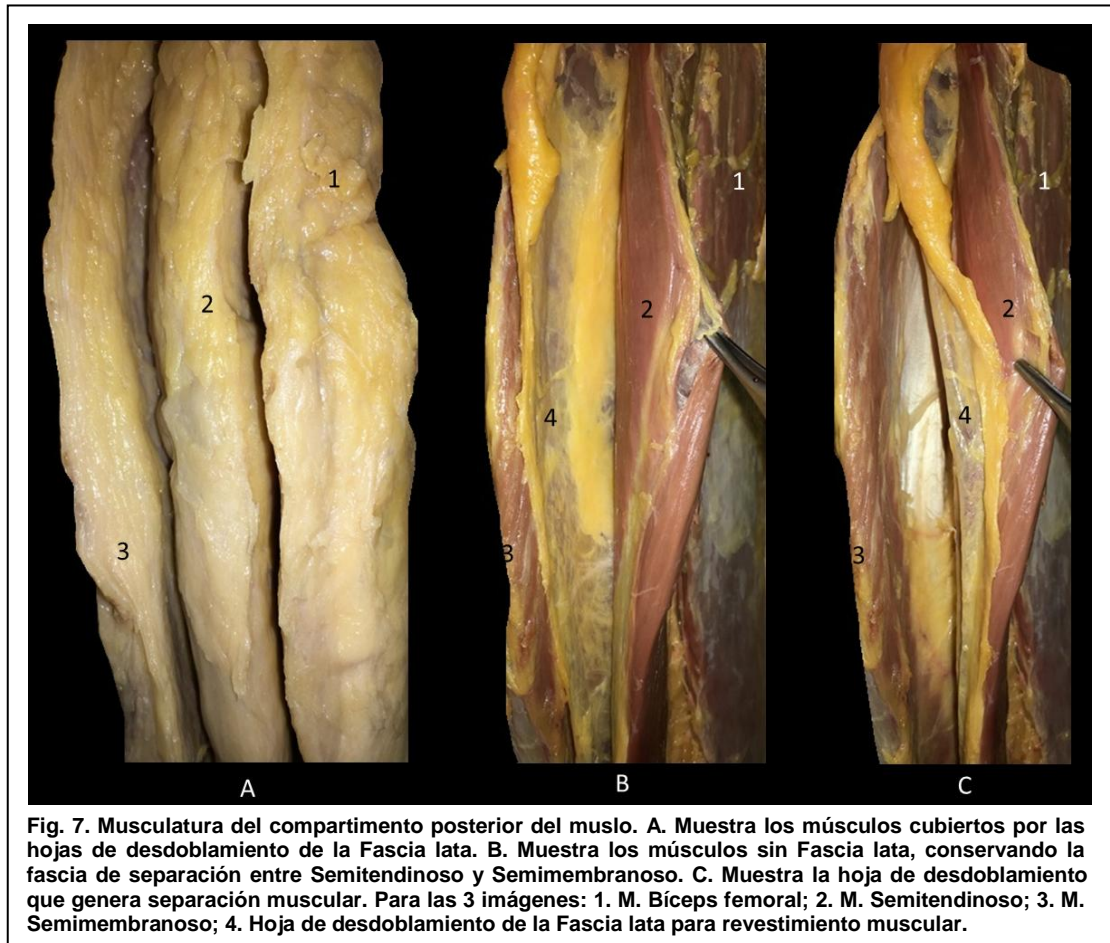 1
2
3
A
1
2
4
3
B
1
2
4
3
C
Fig. 7. Musculatura del compartimento posterior del muslo. A. Muestra los músculos cubiertos por las
hojas de desdoblamiento de la Fascia lata. B. Muestra los músculos sin Fascia lata, conservando la
fascia de separación entre Semitendinoso y Semimembranoso. C. Muestra la hoja de desdoblamiento
que genera separación muscular. Para las 3 imágenes: 1. M. Bíceps femoral; 2. M. Semitendinoso; 3. M.
Semimembranoso; 4. Hoja de desdoblamiento de la Fascia lata para revestimiento muscular.